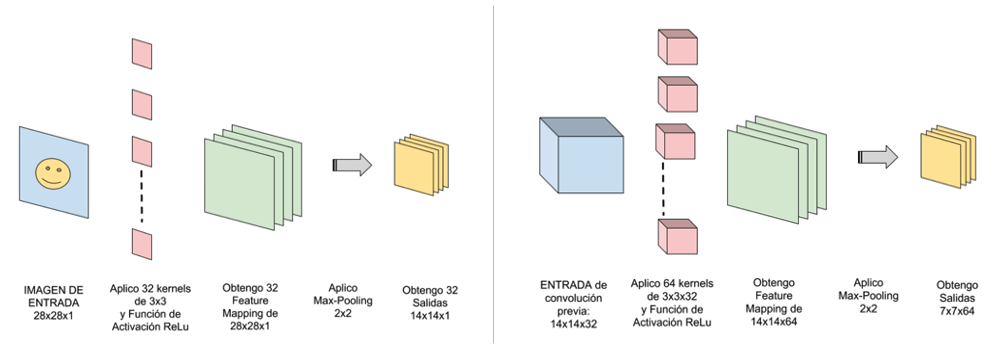 IMAGEN DE
ENTRADA
28x28x1
Aplico 32 kernels
de 3x3
y Función de
Activación ReLu
Obtengo 32
Feature
Mapping de
28x28x1
Aplico
Max-Pooling
2x2
Obtengo 32
Salidas
14x14x1
ENTRADA de
convolución
previa:
14x14x32
Aplico 64 kernels
de 3x3x32
y Función de
Activación ReLu
Obtengo
Feature
Mapping de
14x14x64
Aplico
Max-Pooling
2x2
Obtengo
Salidas
7x7x64